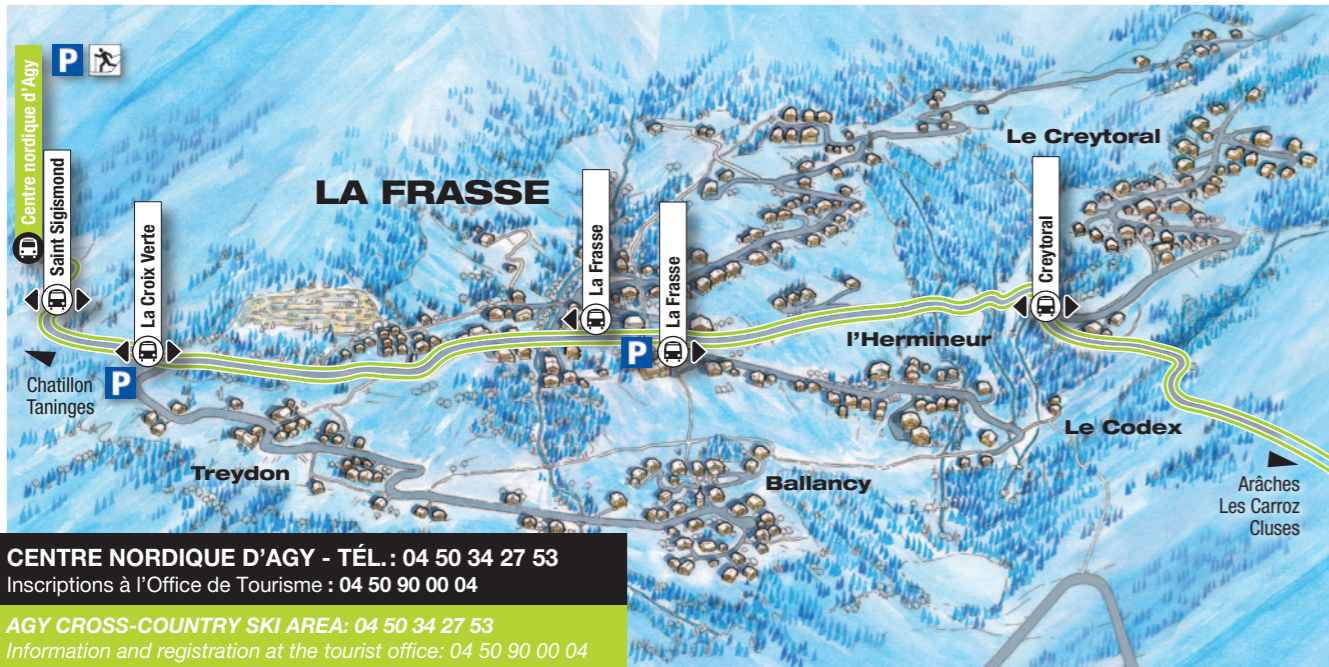 P
Centre nordique d'Agy
Saint Sigismond
La Croix Verte
P
Chatillon
Taninges
LA FRASSE
La Frasse
La Frasse
P
Le Creytoral
Creytoral
l'Hermineur
Le Codex
Treydon
Ballancy
Arâches
Les Carroz
Cluses
CENTRE NORDIQUE D'AGY - TÉL. : 04 50 34 27 53
Inscriptions à l'Office de Tourisme : 04 50 90 00 04
AGY CROSS-COUNTRY SKI AREA: 04 50 34 27 53
Information and registration at the tourist office: 04 50 90 00 04